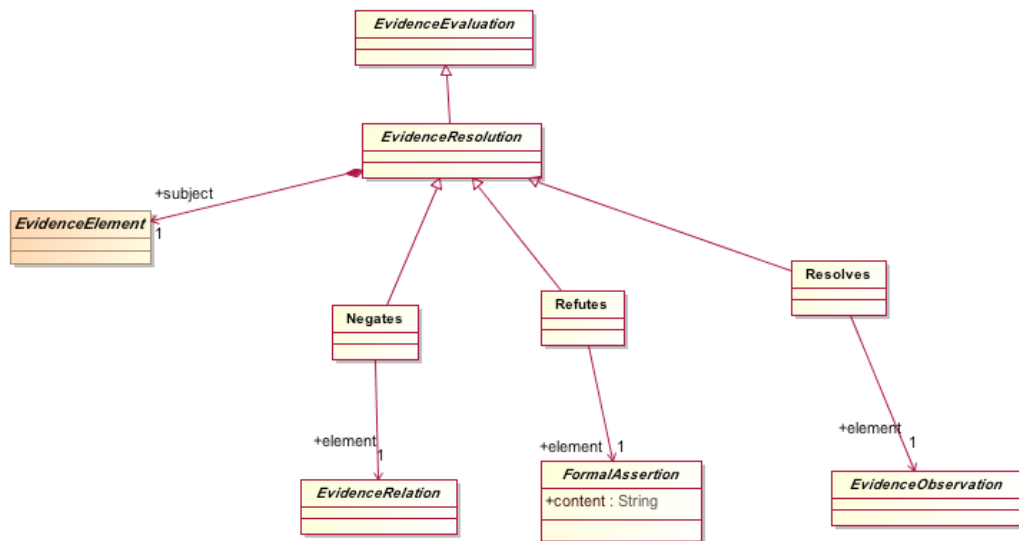 EvidenceEvaluation
EvidenceResolution
+subject
EvidenceElement
1
Resolves
Negates
Refutes
+element
1
+element
1
+element
1
EvidenceRelation
FormalAssertion
+content : String
EvidenceObservation